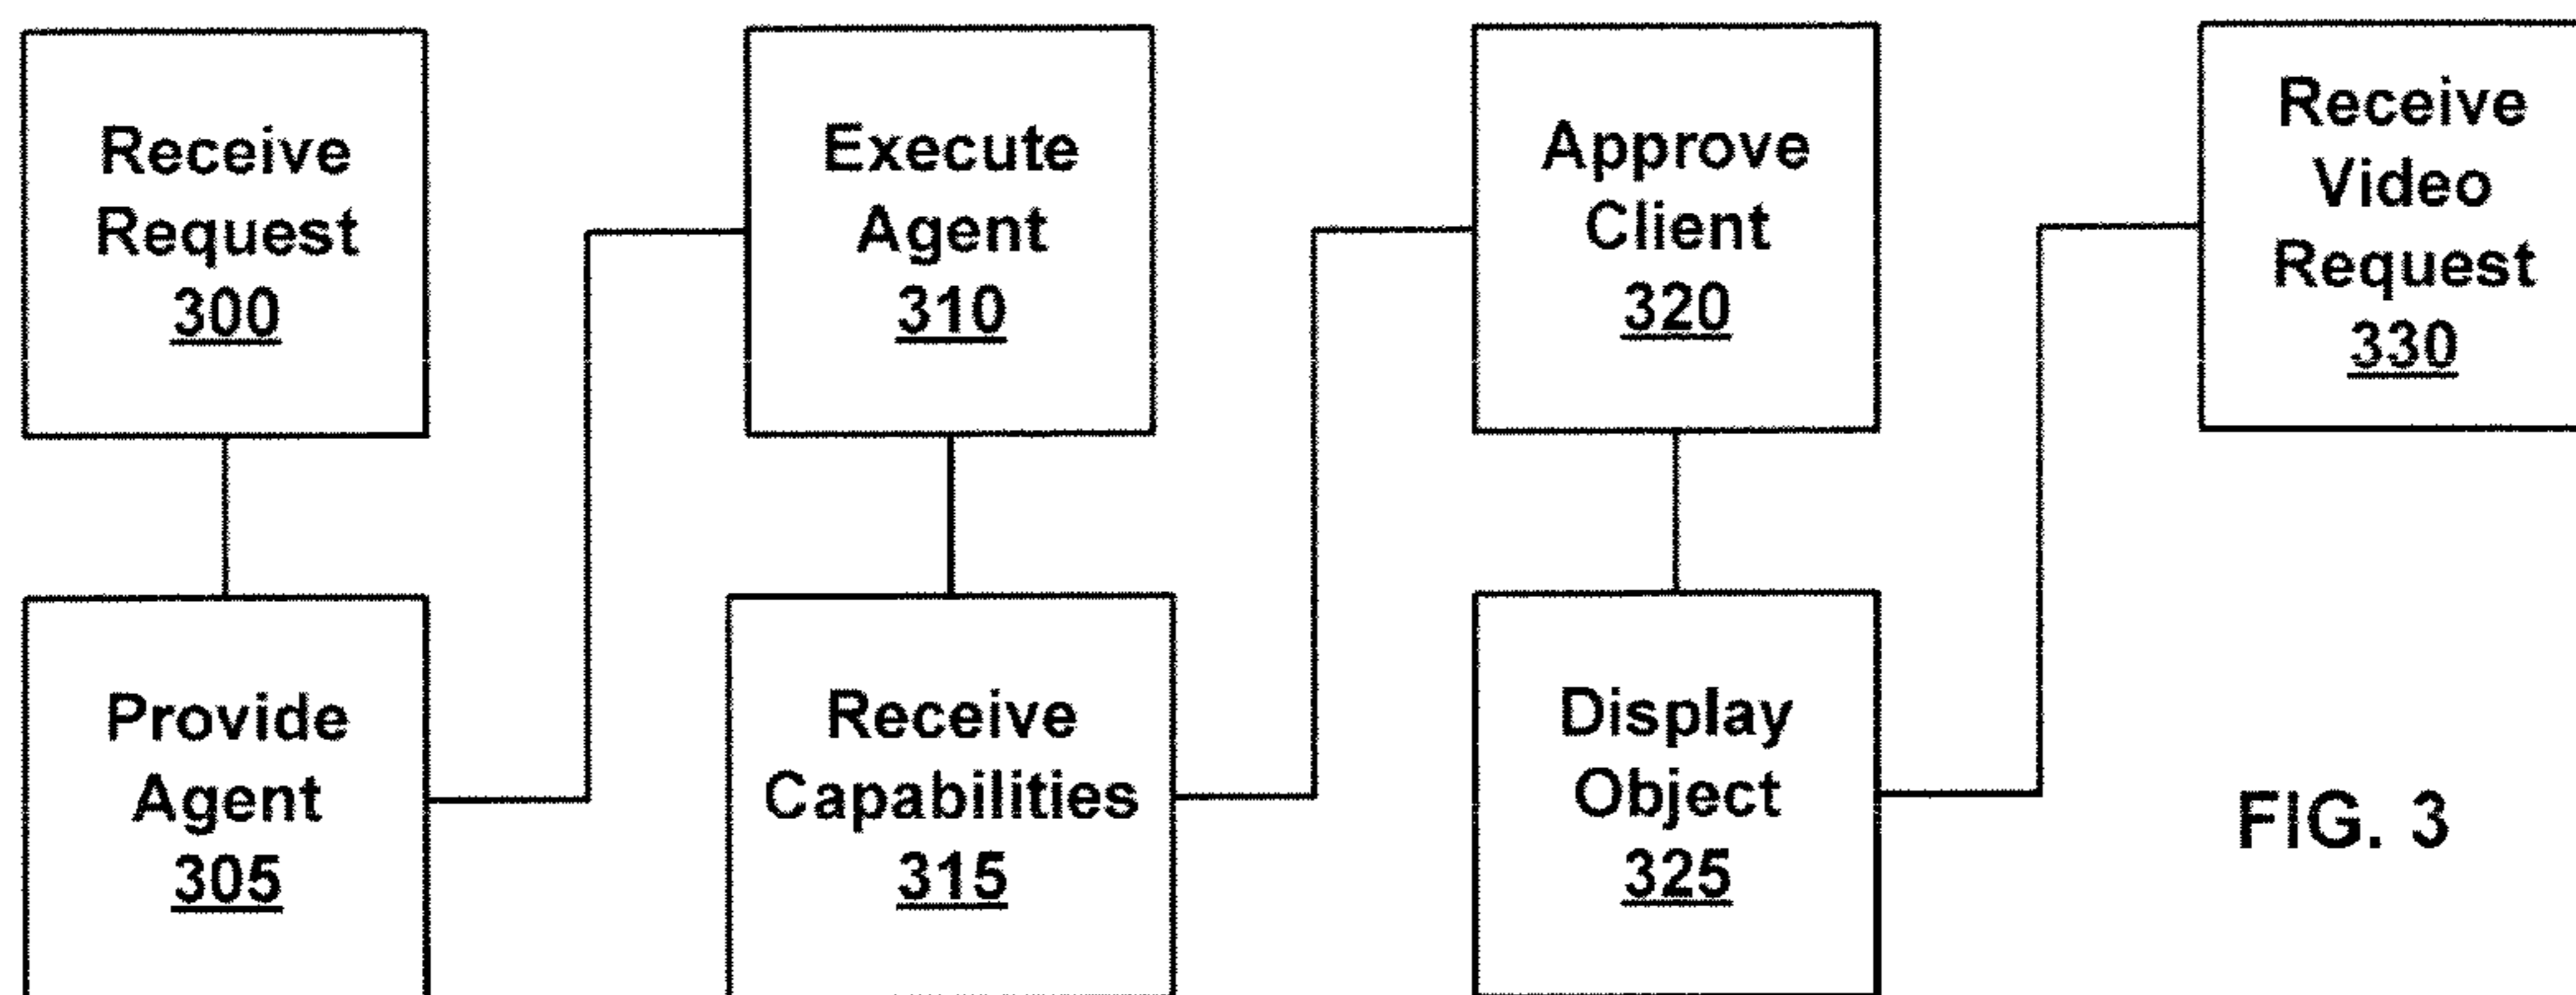 Receive
Request
300
Provide
Agent
305
Execute
Agent
310
Receive
Capabilities
315
Approve
Client
320
Display
Object
325
Receive
Video
Request
330
FIG. 3